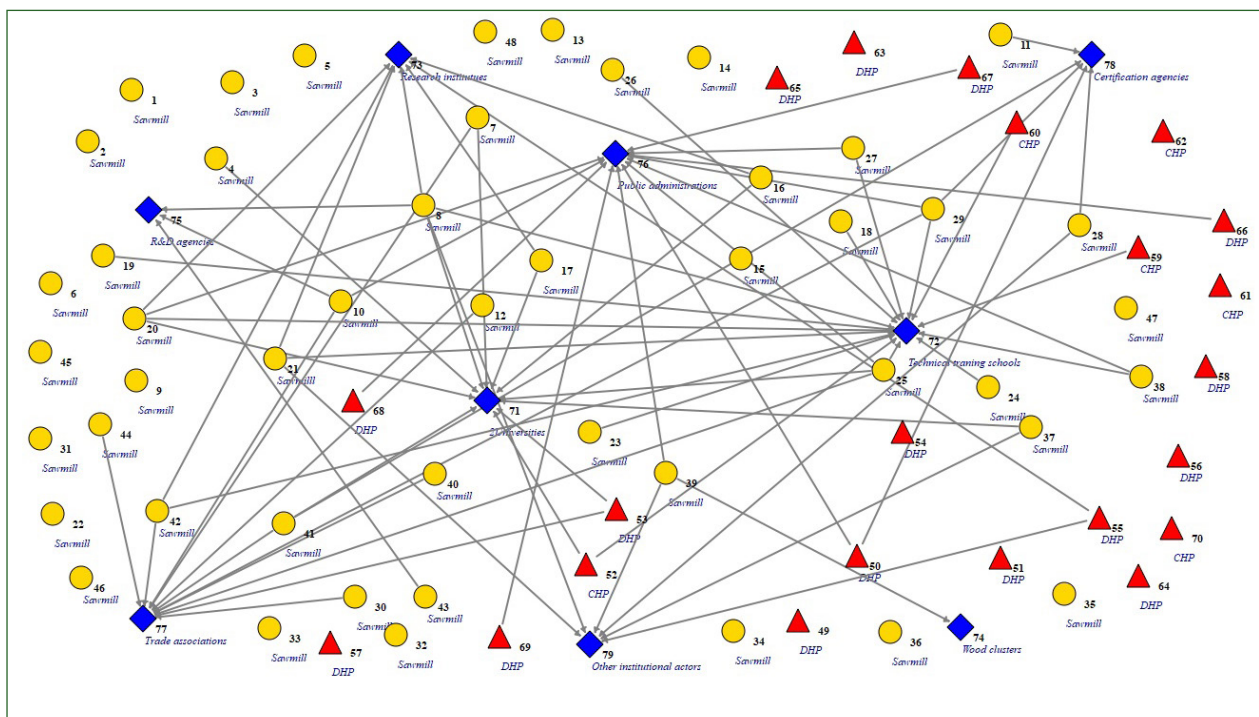 48
Sawmill
13
Sawmill
63
DHP
11
Sawmill
5
Sawmill
73
26
Sawmill
14
Sawmill
78
Certification agencies
67
DHP
65
DHP
3
Sawmill
1
Sawmill
7
Sawmill
60
CHP
62
CHP
2
Sawmill
4
Sawmill
76
Public administrations
27
Sawmill
16
Sawmill
75
R&D agencies
8
Sawmill
29
Sawmill
18
Sawmill
28
Sawmill
66
DHP
19
Sawmill
17
Sawmill
15
Sawmill
59
CHP
6
Sawmill
61
CHP
20
Sawmill
10
Sawmill
12
Sawmill
47
Sawmill
72
Technical traning schools
45
Sawmill
21
Sawmill
9
Sawmill
25
Sawmill
24
Sawmill
38
Sawmill
58
DHP
68
DHP
71
44
Sawmill
31
Sawmill
23
Sawmill
54
DHP
37
Sawmill
56
DHP
40
Sawmill
39
Sawmill
22
Sawmill
42
Sawmill
41
Sawmill
53
DHP
55
DHP
70
CHP
46
Sawmill
52
CHP
50
DHP
51
DHP
64
DHP
30
Sawmill
43
Sawmill
35
Sawmill
77
Trade associations
33
Sawmill
57
DHP
32
Sawmill
69
DHP
79
Other institutional actors
34
Sawmill
49
DHP
36
Sawmill
74
Wood clusters